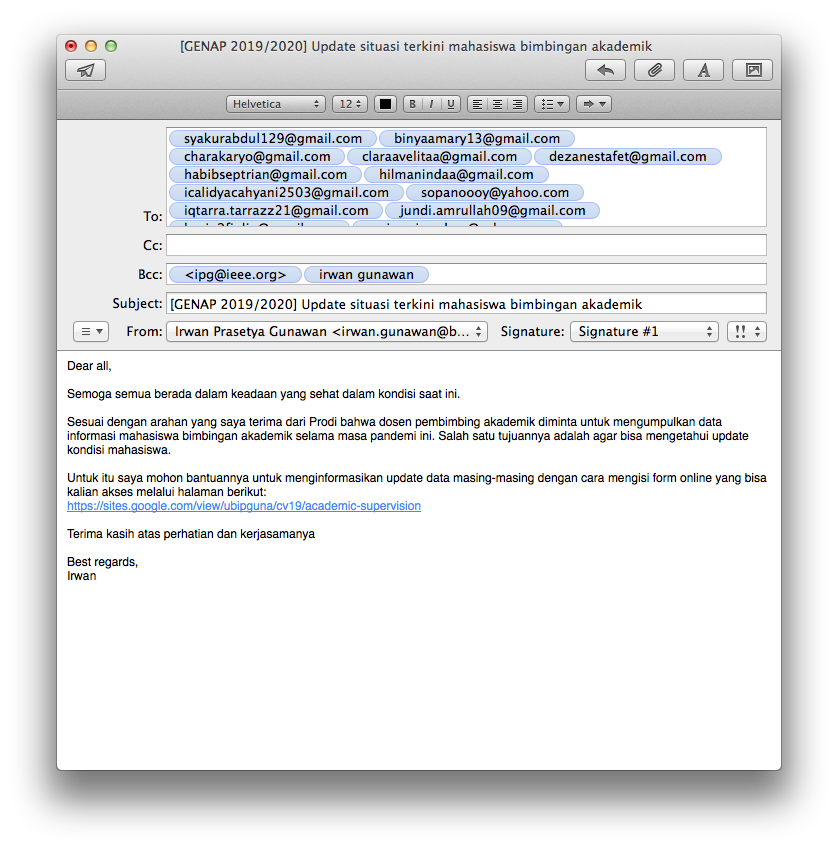 [GENAP 2019/2020] Update situasi terkini mahasiswa bimbingan akademik
Helvetica 12 B I U
syakurabdul129@gmail.com binyaamary13@gmail.com
charakaryo@gmail.com claraavelitaa@gmail.com dezanestafet@gmail.com
habibseptrian@gmail.com hilmanindaa@gmail.com
icalidyacahyani2503@gmail.com sopanoooy@yahoo.com
To: iqtarra.tarrazz21@gmail.com jundi.amrullah09@gmail.com
Cc:
Bcc: <ipg@ieee.org> irwan gunawan
Subject: [GENAP 2019/2020] Update situasi terkini mahasiswa bimbingan akademik
From: Irwan Prasetya Gunawan <irwan.gunawan@b... Signature: Signature #1 !!
Dear all,
Semoga semua berada dalam keadaan yang sehat dalam kondisi saat ini.
Sesuai dengan arahan yang saya terima dari Prodi bahwa dosen pembimbing akademik diminta untuk mengumpulkan data
informasi mahasiswa bimbingan akademik selama masa pandemi ini. Salah satu tujuannya adalah agar bisa mengetahui update
kondisi mahasiswa.
Untuk itu saya mohon bantuannya untuk menginformasikan update data masing-masing dengan cara mengisi form online yang bisa
kalian akses melalui halaman berikut:
https://sites.google.com/view/ubipguna/cv19/academic-supervision
Terima kasih atas perhatian dan kerjasamanya
Best regards,
Irwan